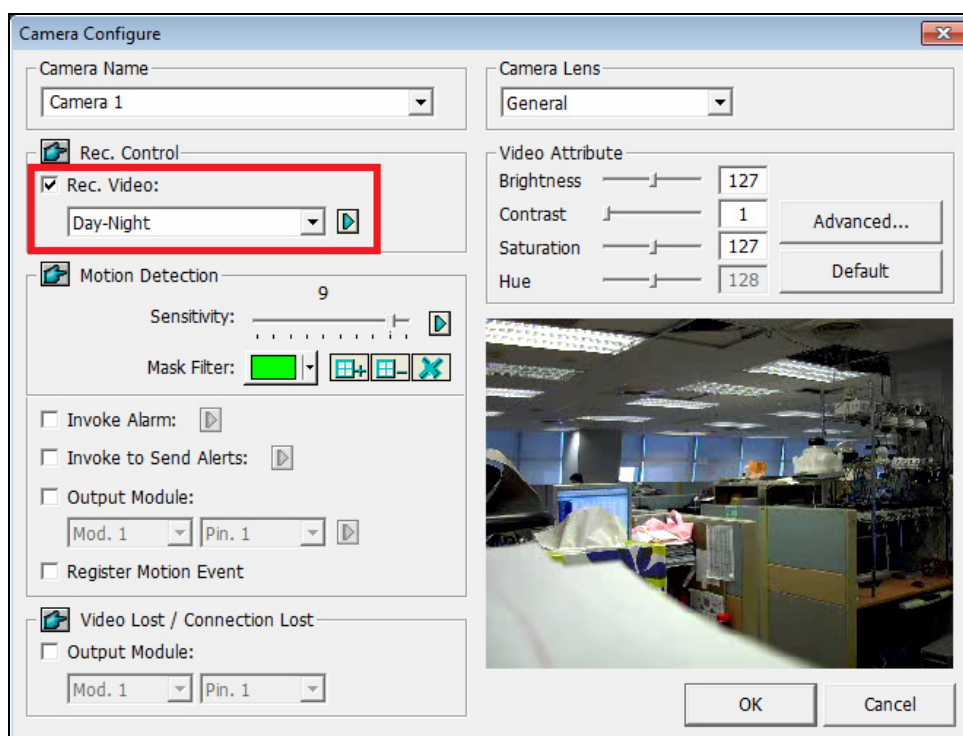 Camera Configure
Camera Name
Camera 1
Rec. Control
Rec. Video:
Day-Night
Motion Detection
9
Sensitivity:
Mask Filter:
Invoke Alarm:
Invoke to Send Alerts:
Output Module:
Mod. 1 Pin. 1
Register Motion Event
Video Lost / Connection Lost
Output Module:
Mod. 1 Pin. 1
Camera Lens
General
Video Attribute
Brightness 127
Contrast 1
Saturation 127
Hue 128
Advanced...
Default
OK Cancel